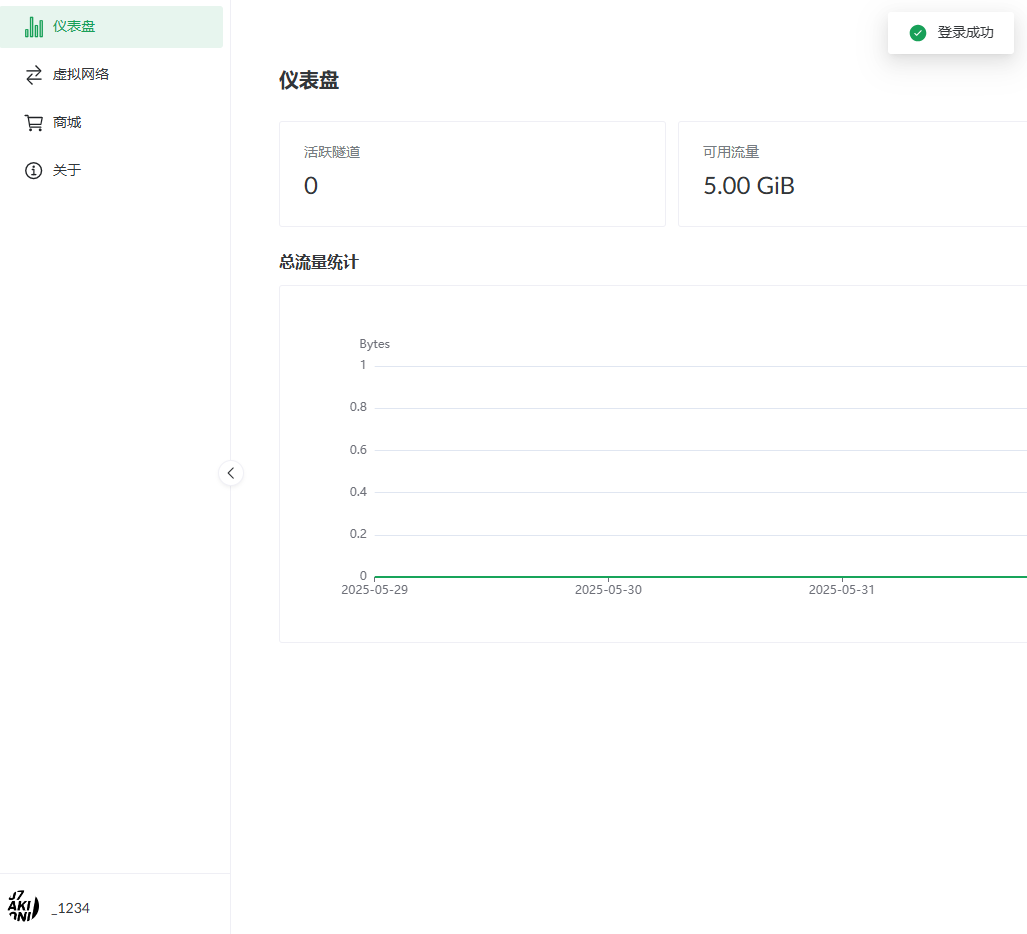 仪表盘
虚拟网络
商城
关于
登录成功
仪表盘
活跃隧道
0
可用流量
5.00 GiB
总流量统计
Bytes
1
0.8
0.6
0.4
0.2
0
2025-05-29
2025-05-30
2025-05-31
_1234